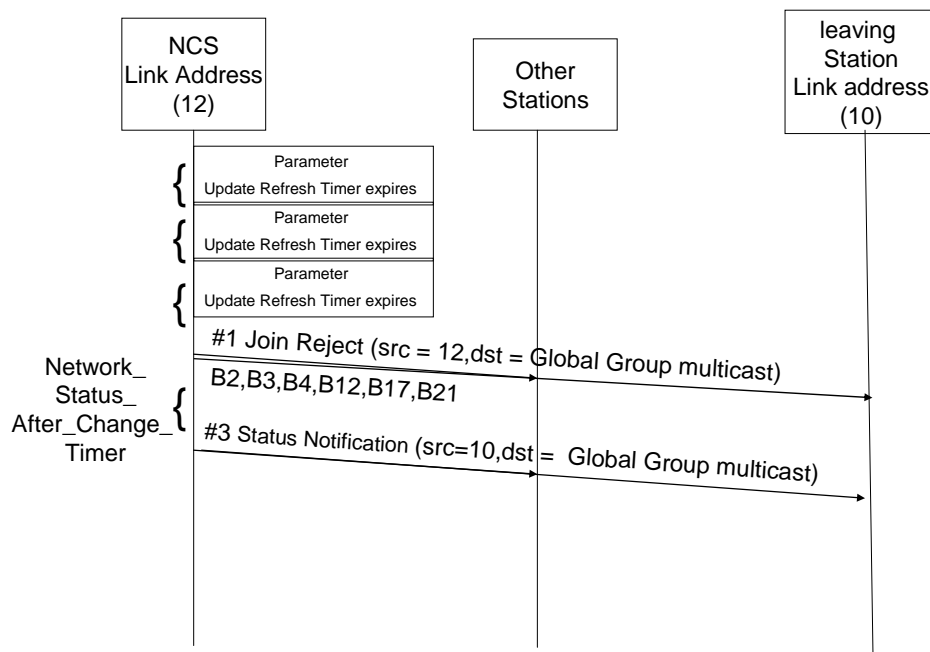 NCS
Link Address
(12)
Other
Stations
leaving
Station
Link address
(10)
Parameter
Update Refresh Timer expires
Parameter
Update Refresh Timer expires
Parameter
Update Refresh Timer expires
#1 Join Reject (src = 12,dst = Global Group multicast)
B2,B3,B4,B12,B17,B21
Network_
Status_
After_Change_
Timer
#3 Status Notification (src=10,dst = Global Group multicast)